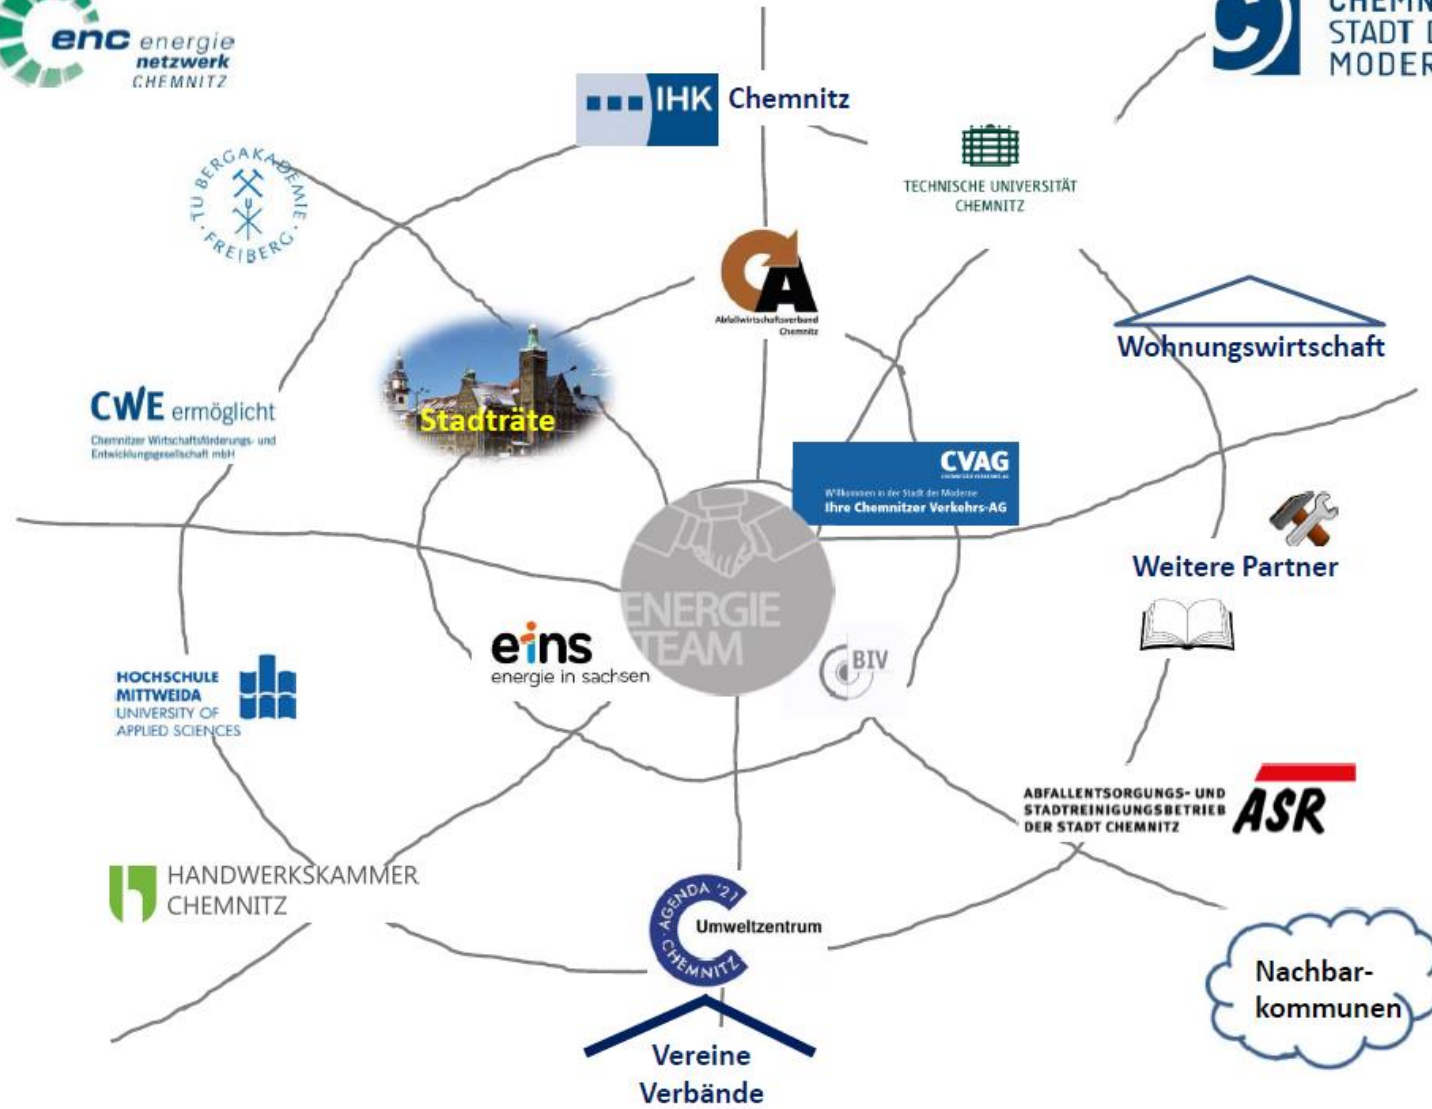 enc energie
netzwerk
CHEMNITZ
STADT
IHK Chemnitz
TU BERGAKADEMIE FREIBERG
TECHNISCHE UNIVERSITÄT
CHEMNITZ
A
Abfallwirtschaftsverband
Chemnitz
Wohnungswirtschaft
Stadträte
CWE ermöglicht
Chemnitzer Wirtschaftsförderungs- und
Entwicklungsgesellschaft mbH
CVAG
CHEMNITZER VERKEHRS-AG
Willkommen in der Stadt der Moderne
Ihre Chemnitzer Verkehrs-AG
Weitere Partner
ENERGIE
TEAM
eins
energie in sachsen
BIV
HOCHSCHULE
MITTWEIDA
UNIVERSITY OF
APPLIED SCIENCES
ABFALLENTSORGUNGS- UND
STADTREINIGUNGSBETRIEB
DER STADT CHEMNITZ
ASR
HANDWERKSKAMMER
CHEMNITZ
AGENDA '21
Umweltzentrum
CHEMNITZ
Nachbar-
kommunen
Vereine
Verbände